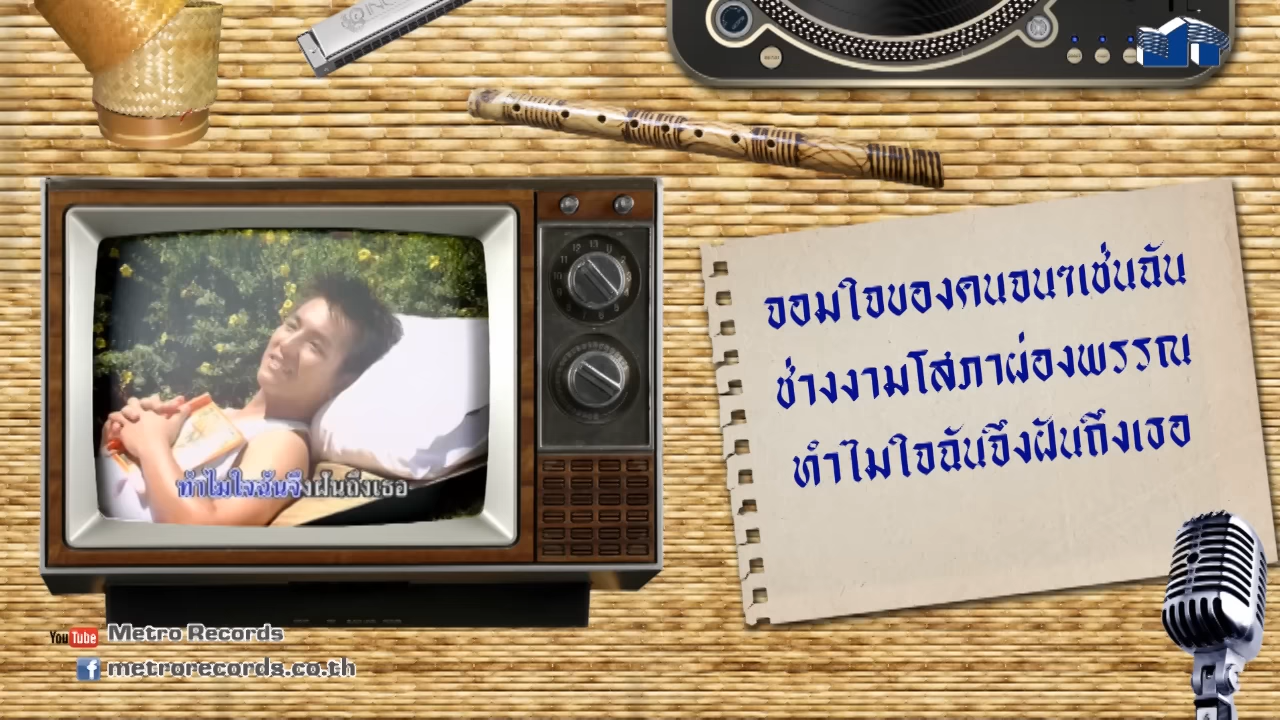 จอมใจของคนจนๆเช่นฉัน
ช่างงามโสภาผ่องพรรณ
ทำไมใจฉันจึงฝันถึงเธอ
ทำไมใจฉันจึงฝันถึงเธอ
YouTube Metro Records
f metrorecords.co.th